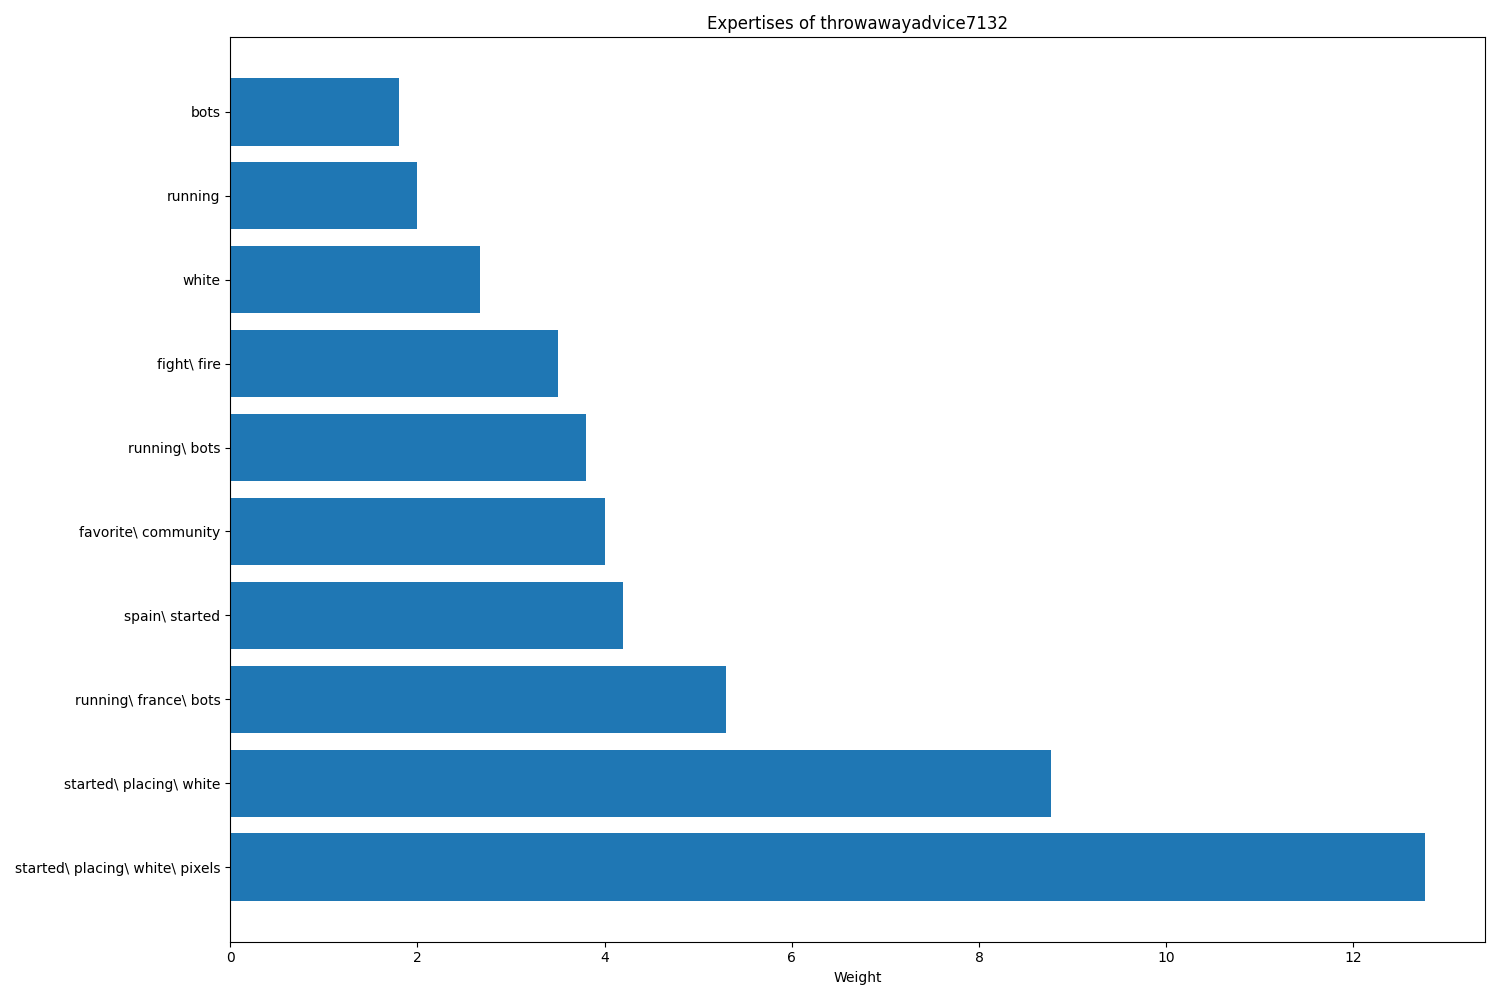 Expertises of throwawayadvice7132
bots
running
white
fight\ fire
running\ bots
favorite\ community
spain\ started
running\ france\ bots
started\ placing\ white
started\ placing\ white\ pixels
0 2 4 6 8 10 12
Weight